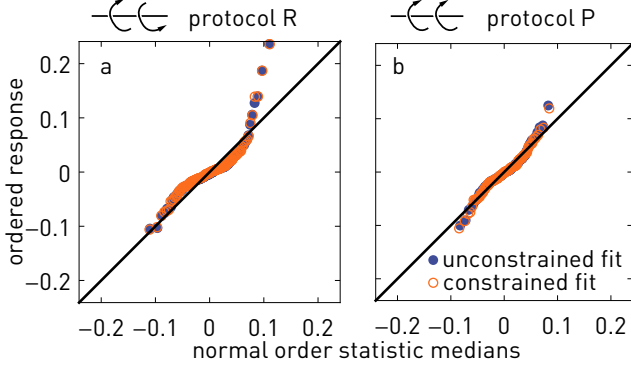 protocol R
protocol P
a
b
0.2
0.1
0
−0.1
−0.2
ordered response
unconstrained fit
constrained fit
−0.2 −0.1 0 0.1 0.2
−0.2 −0.1 0 0.1 0.2
normal order statistic medians